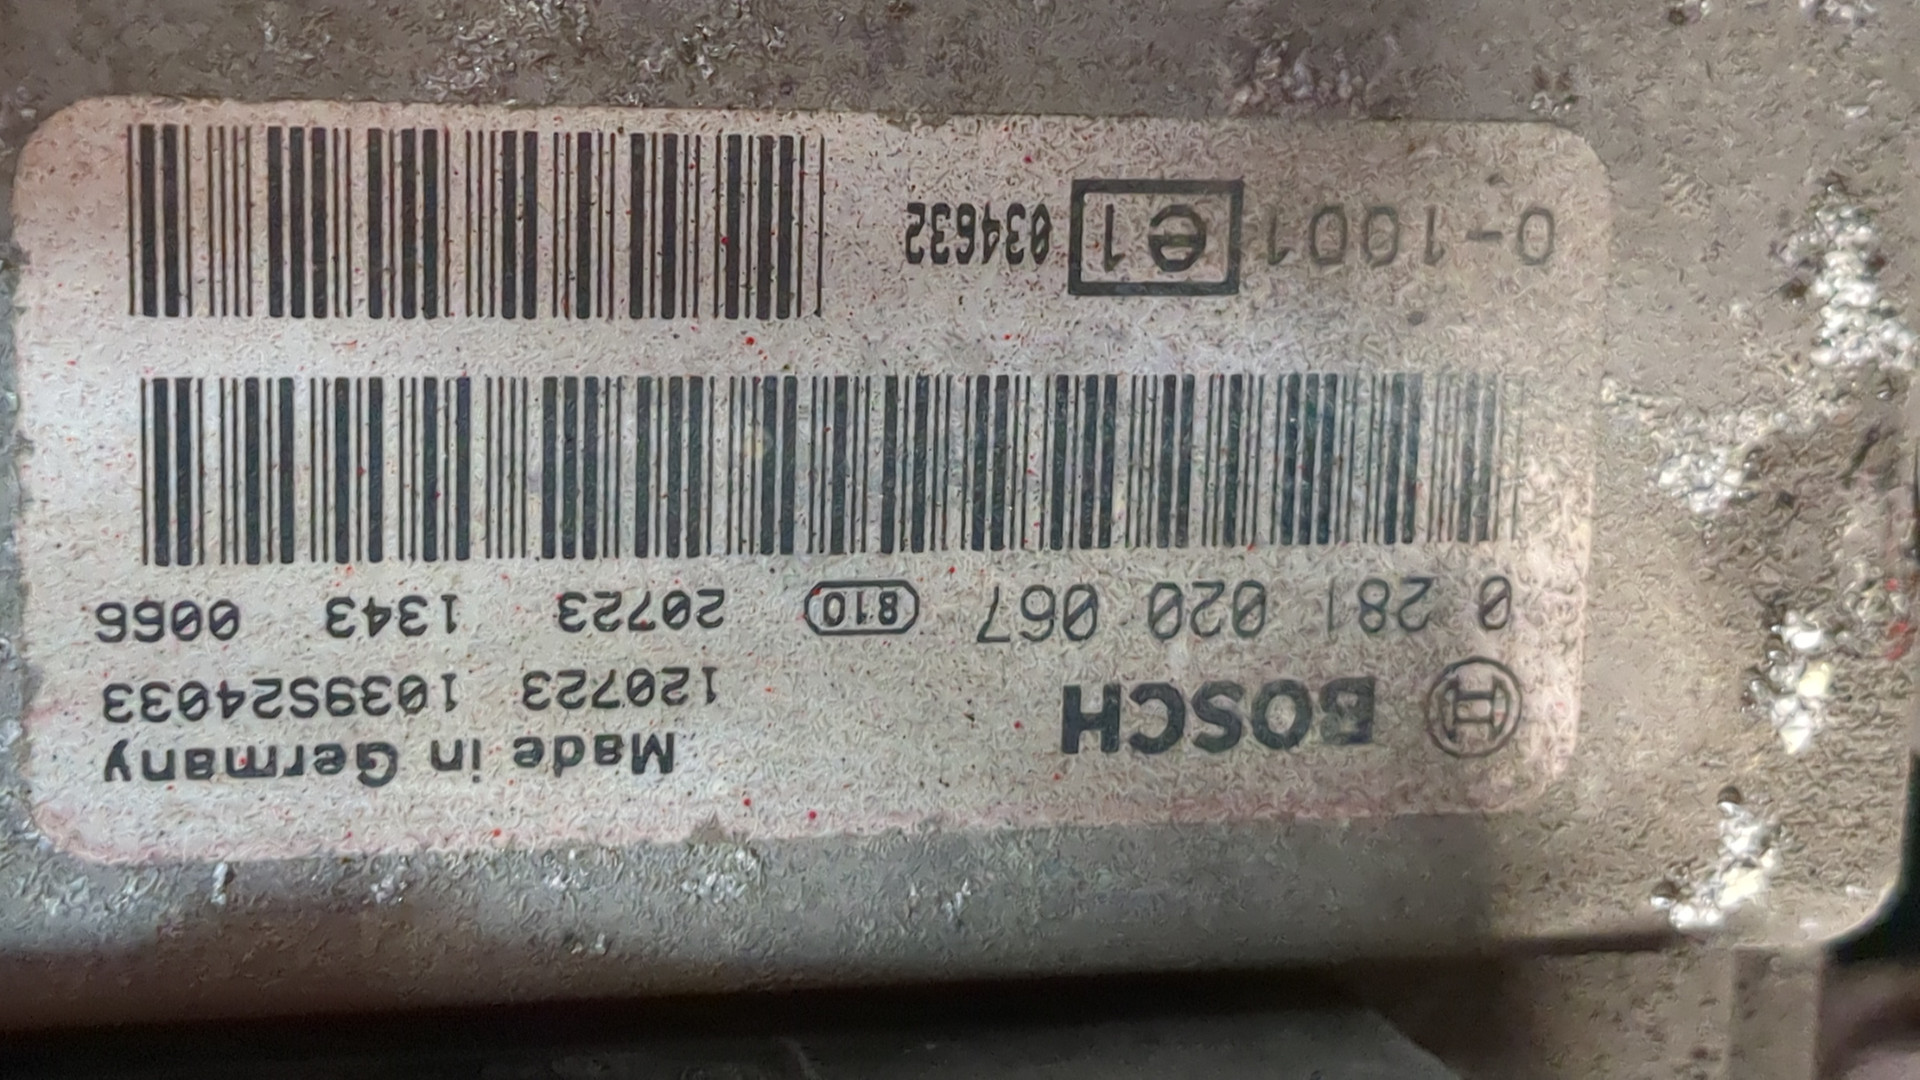 BOSCH
Made in Germany
120723 1039S24033
0 281 020 067 810 20723 1343 0066
0-1001 e1 034632